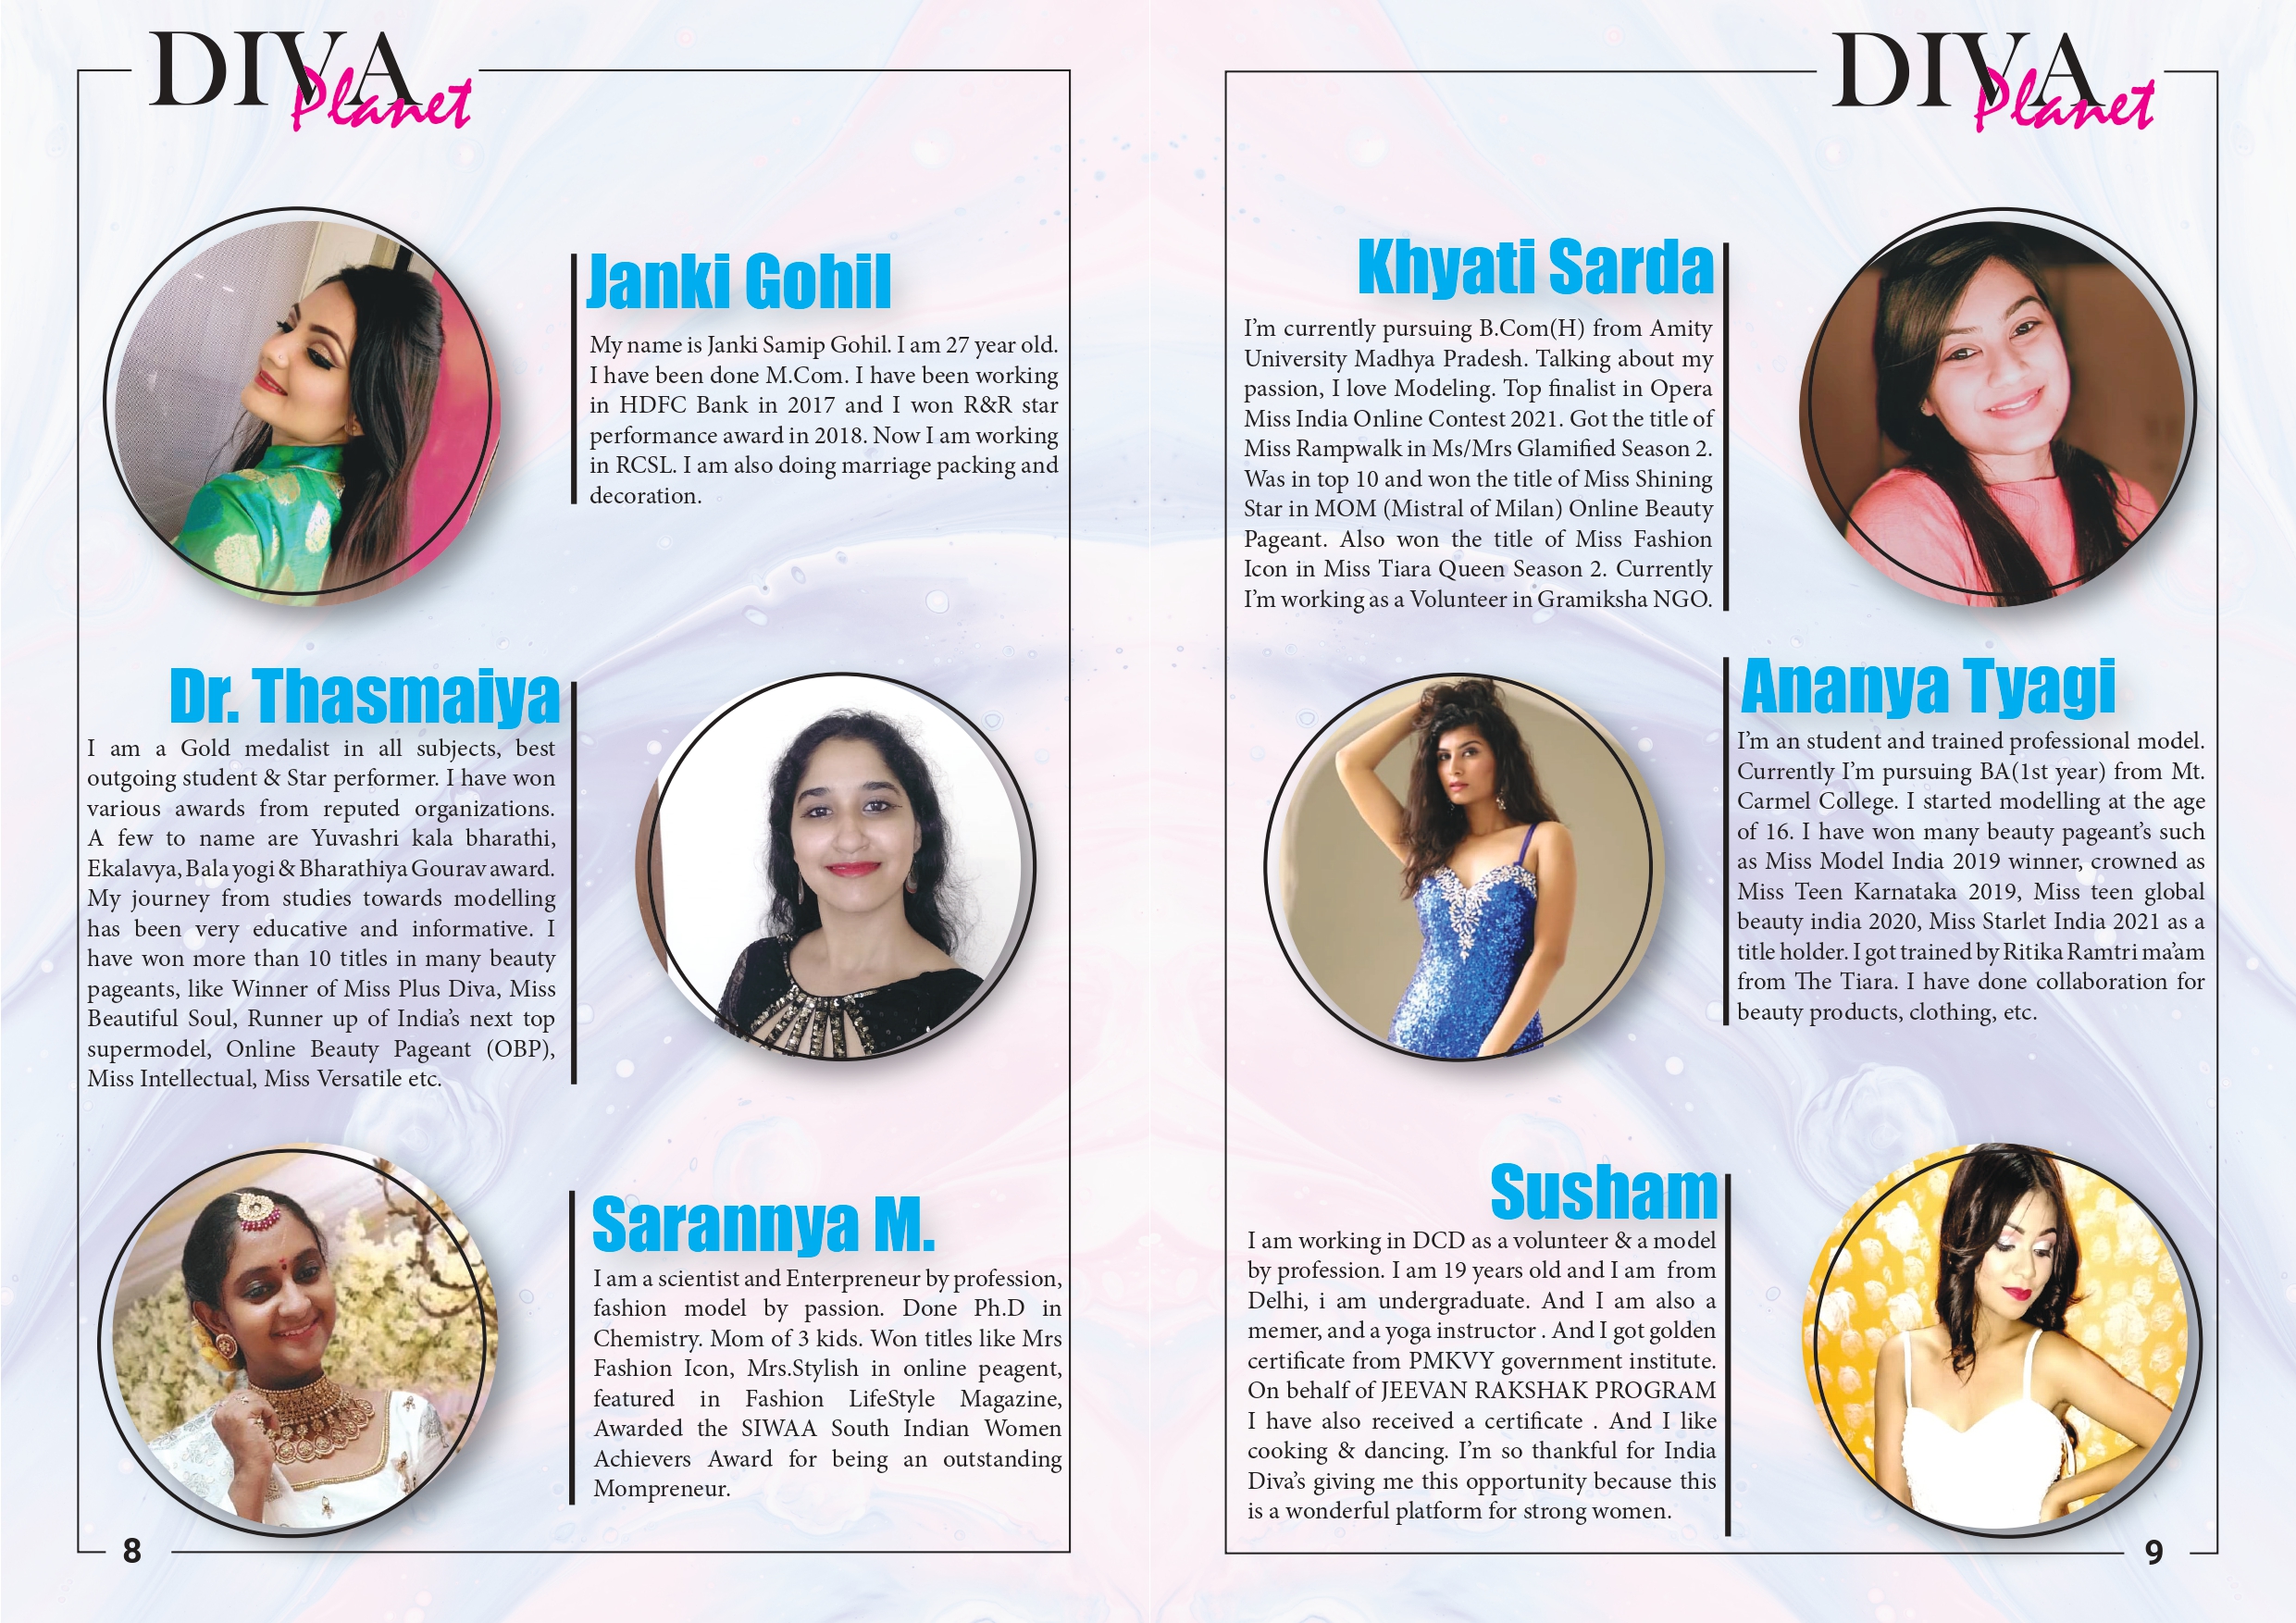 DIVA
Planet
Janki Gohil
My name is Janki Samip Gohil. I am 27 year old.
I have been done M.Com. I have been working
in HDFC Bank in 2017 and I won R&R star
performance award in 2018. Now I am working
in RCSL. I am also doing marriage packing and
decoration.
Dr. Thasmaiya
I am a Gold medalist in all subjects, best
outgoing student & Star performer. I have won
various awards from reputed organizations.
A few to name are Yuvashri kala bharathi,
Ekalavya, Bala yogi & Bharathiya Gourav award.
My journey from studies towards modelling
has been very educative and informative. I
have won more than 10 titles in many beauty
pageants, like Winner of Miss Plus Diva, Miss
Beautiful Soul, Runner up of India's next top
supermodel, Online Beauty Pageant (OBP),
Miss Intellectual, Miss Versatile etc.
Sarannya M.
I am a scientist and Enterpreneur by profession,
fashion model by passion. Done Ph.D in
Chemistry. Mom of 3 kids. Won titles like Mrs
Fashion Icon, Mrs.Stylish in online peagent,
featured in Fashion LifeStyle Magazine,
Awarded the SIWAA South Indian Women
Achievers Award for being an outstanding
Mompreneur.
8
DIVA
Planet
Khyati Sarda
I'm currently pursuing B.Com(H) from Amity
University Madhya Pradesh. Talking about my
passion, I love Modeling. Top finalist in Opera
Miss India Online Contest 2021. Got the title of
Miss Rampwalk in Ms/Mrs Glamified Season 2.
Was in top 10 and won the title of Miss Shining
Star in MOM (Mistral of Milan) Online Beauty
Pageant. Also won the title of Miss Fashion
Icon in Miss Tiara Queen Season 2. Currently
I'm working as a Volunteer in Gramiksha NGO.
Ananya Tyagi
I'm an student and trained professional model.
Currently I'm pursuing BA(1st year) from Mt.
Carmel College. I started modelling at the age
of 16. I have won many beauty pageant's such
as Miss Model India 2019 winner, crowned as
Miss Teen Karnataka 2019, Miss teen global
beauty india 2020, Miss Starlet India 2021 as a
title holder. I got trained by Ritika Ramtri ma'am
from The Tiara. I have done collaboration for
beauty products, clothing, etc.
Susham
I am working in DCD as a volunteer & a model
by profession. I am 19 years old and I am from
Delhi, i am undergraduate. And I am also a
memer, and a yoga instructor . And I got golden
certificate from PMKVY government institute.
On behalf of JEEVAN RAKSHAK PROGRAM
I have also received a certificate . And I like
cooking & dancing. I'm so thankful for India
Diva's giving me this opportunity because this
is a wonderful platform for strong women.
9